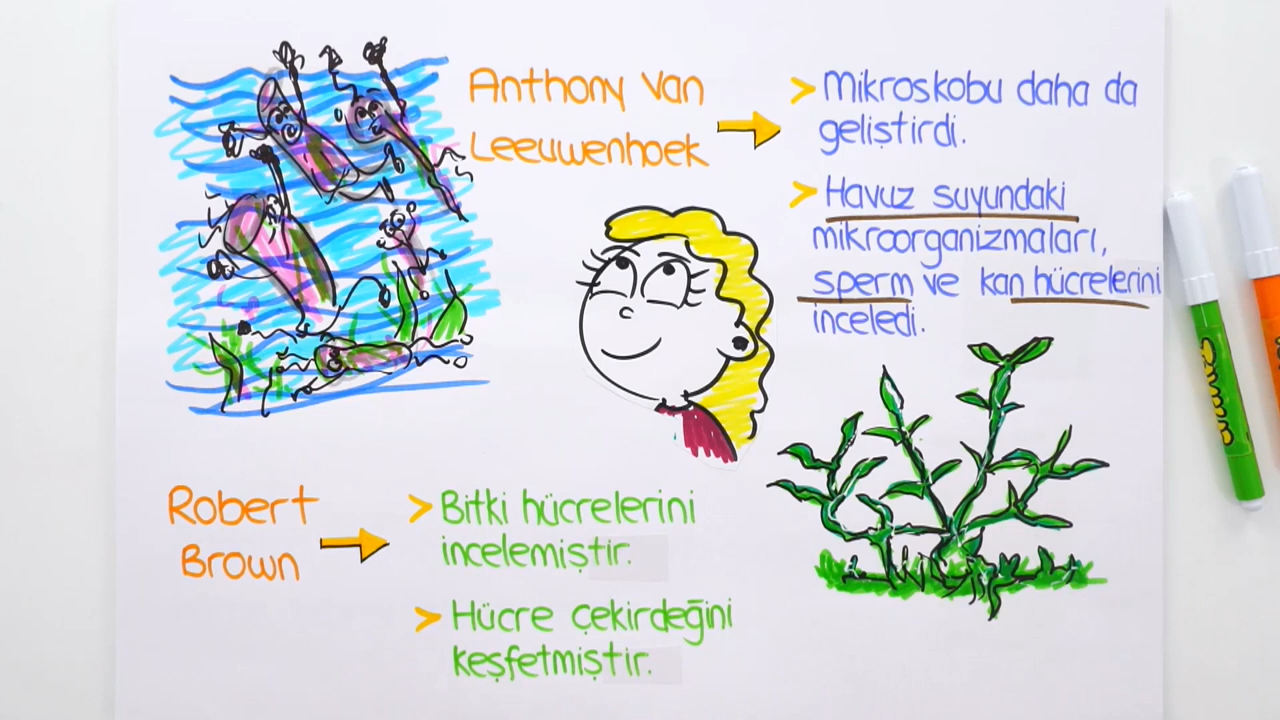 Anthony Van
Leeuwenhoek
> Mikroskobu daha da
geliştirdi.
> Havuz suyundaki
mikroorganizmaları,
sperm ve kan hücrelerini
inceledi.
Robert
Brown
> Bitki hücrelerini
incelemiştir.
> Hücre çekirdeğini
keşfetmiştir.